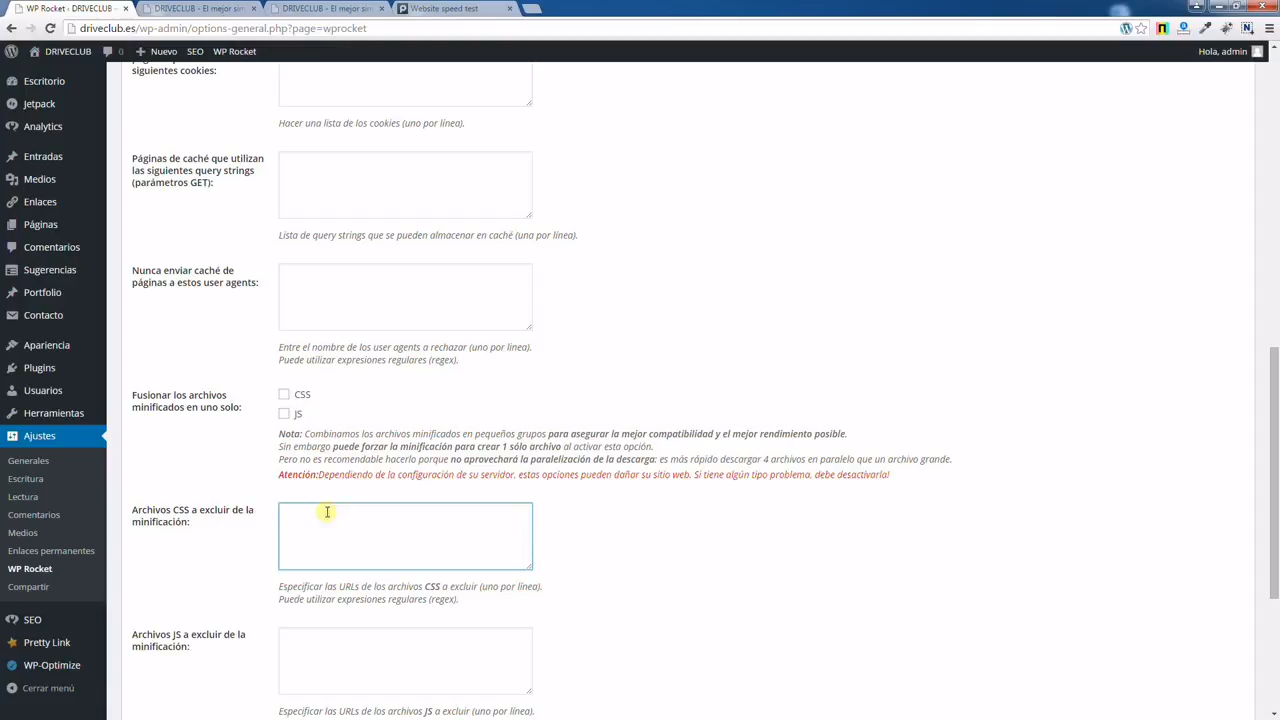 WP Rocket ‹ DRIVECLUB
DRIVECLUB - El mejor sim
DRIVECLUB - El mejor sim
Website speed test
driveclub.es/wp-admin/options-general.php?page=wprocket
DRIVECLUB
0
Nuevo
SEO
WP Rocket
Hola, admin
Escritorio
Jetpack
Analytics
Entradas
Medios
Enlaces
Páginas
Comentarios
Sugerencias
Portfolio
Contacto
Apariencia
Plugins
Usuarios
Herramientas
Ajustes
Generales
Escritura
Lectura
Comentarios
Medios
Enlaces permanentes
WP Rocket
Compartir
SEO
Pretty Link
WP-Optimize
Cerrar menú
siguientes cookies:
Hacer una lista de los cookies (uno por línea).
Páginas de caché que utilizan
las siguientes query strings
(parámetros GET):
Lista de query strings que se pueden almacenar en caché (una por línea).
Nunca enviar caché de
páginas a estos user agents:
Entre el nombre de los user agents a rechazar (uno por línea).
Puede utilizar expresiones regulares (regex).
Fusionar los archivos
minificados en uno solo:
CSS
JS
Nota: Combinamos los archivos minificados en pequeños grupos para asegurar la mejor compatibilidad y el mejor rendimiento posible.
Sin embargo puede forzar la minificación para crear 1 sólo archivo al activar esta opción.
Pero no es recomendable hacerlo porque no aprovechará la paralelización de la descarga: es más rápido descargar 4 archivos en paralelo que un archivo grande.
Atención:Dependiendo de la configuración de su servidor, estas opciones pueden dañar su sitio web. Si tiene algún tipo problema, debe desactivarla!
Archivos CSS a excluir de la
minificación:
Especificar las URLs de los archivos CSS a excluir (uno por línea).
Puede utilizar expresiones regulares (regex).
Archivos JS a excluir de la
minificación:
Especificar las URLs de los archivos JS a excluir (uno por línea).